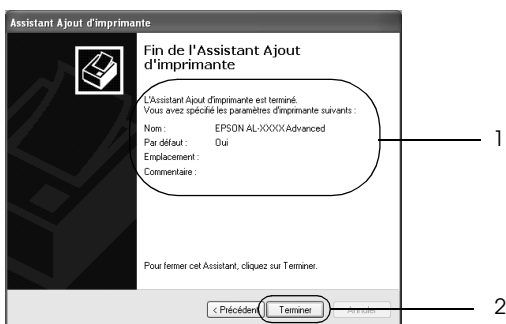 Assistant Ajout d'imprimante
Fin de l'Assistant Ajout
d'imprimante
L'Assistant Ajout d'imprimante est terminé.
Vous avez spécifié les paramètres d'imprimante suivants :
Nom : EPSON AL-XXXX Advanced
Par défaut : Oui
Emplacement :
Commentaire :
1
Pour fermer cet Assistant, cliquez sur Terminer.
< Précédent Terminer Annuler
2